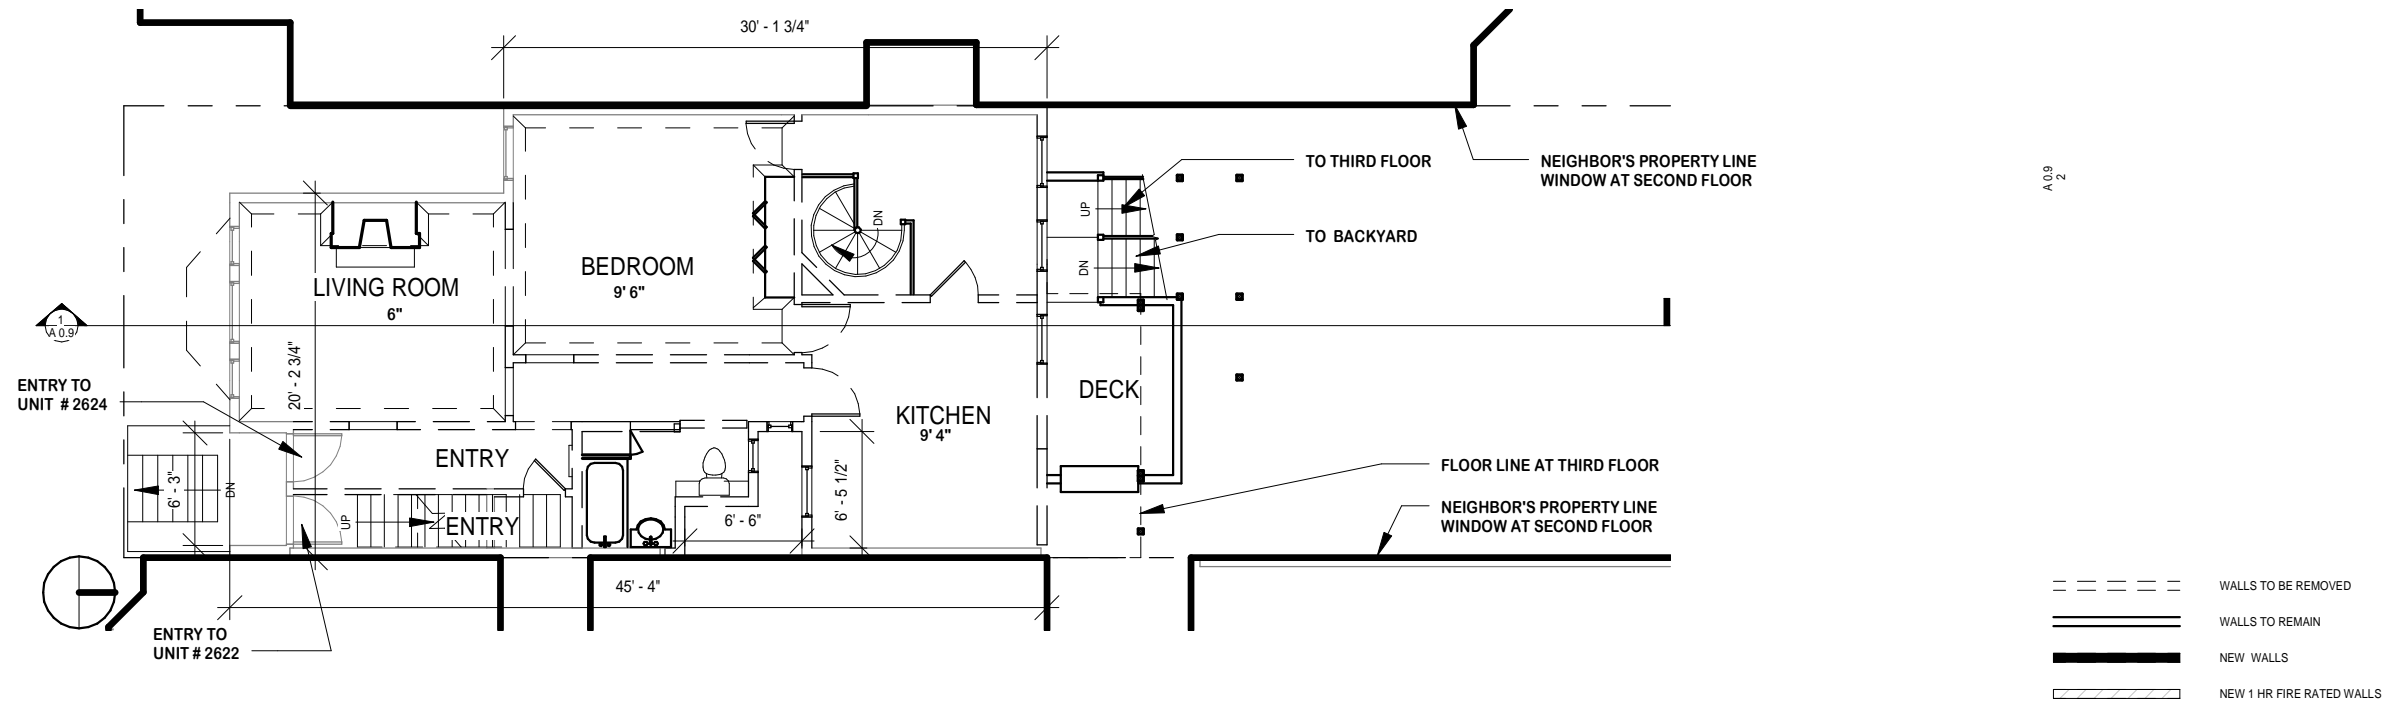 30' - 1 3/4"
TO THIRD FLOOR
NEIGHBOR'S PROPERTY LINE
WINDOW AT SECOND FLOOR
A 0.9
2
UP
DN
TO BACKYARD
DN
BEDROOM
9' 6"
LIVING ROOM
6"
1
A 0.9
20' - 2 3/4"
ENTRY TO
UNIT # 2624
DECK
KITCHEN
9' 4"
ENTRY
FLOOR LINE AT THIRD FLOOR
6' - 3"
DN
6' - 5 1/2"
NEIGHBOR'S PROPERTY LINE
WINDOW AT SECOND FLOOR
UP
ENTRY
6' - 6"
45' - 4"
ENTRY TO
UNIT # 2622
WALLS TO BE REMOVED
WALLS TO REMAIN
NEW WALLS
NEW 1 HR FIRE RATED WALLS